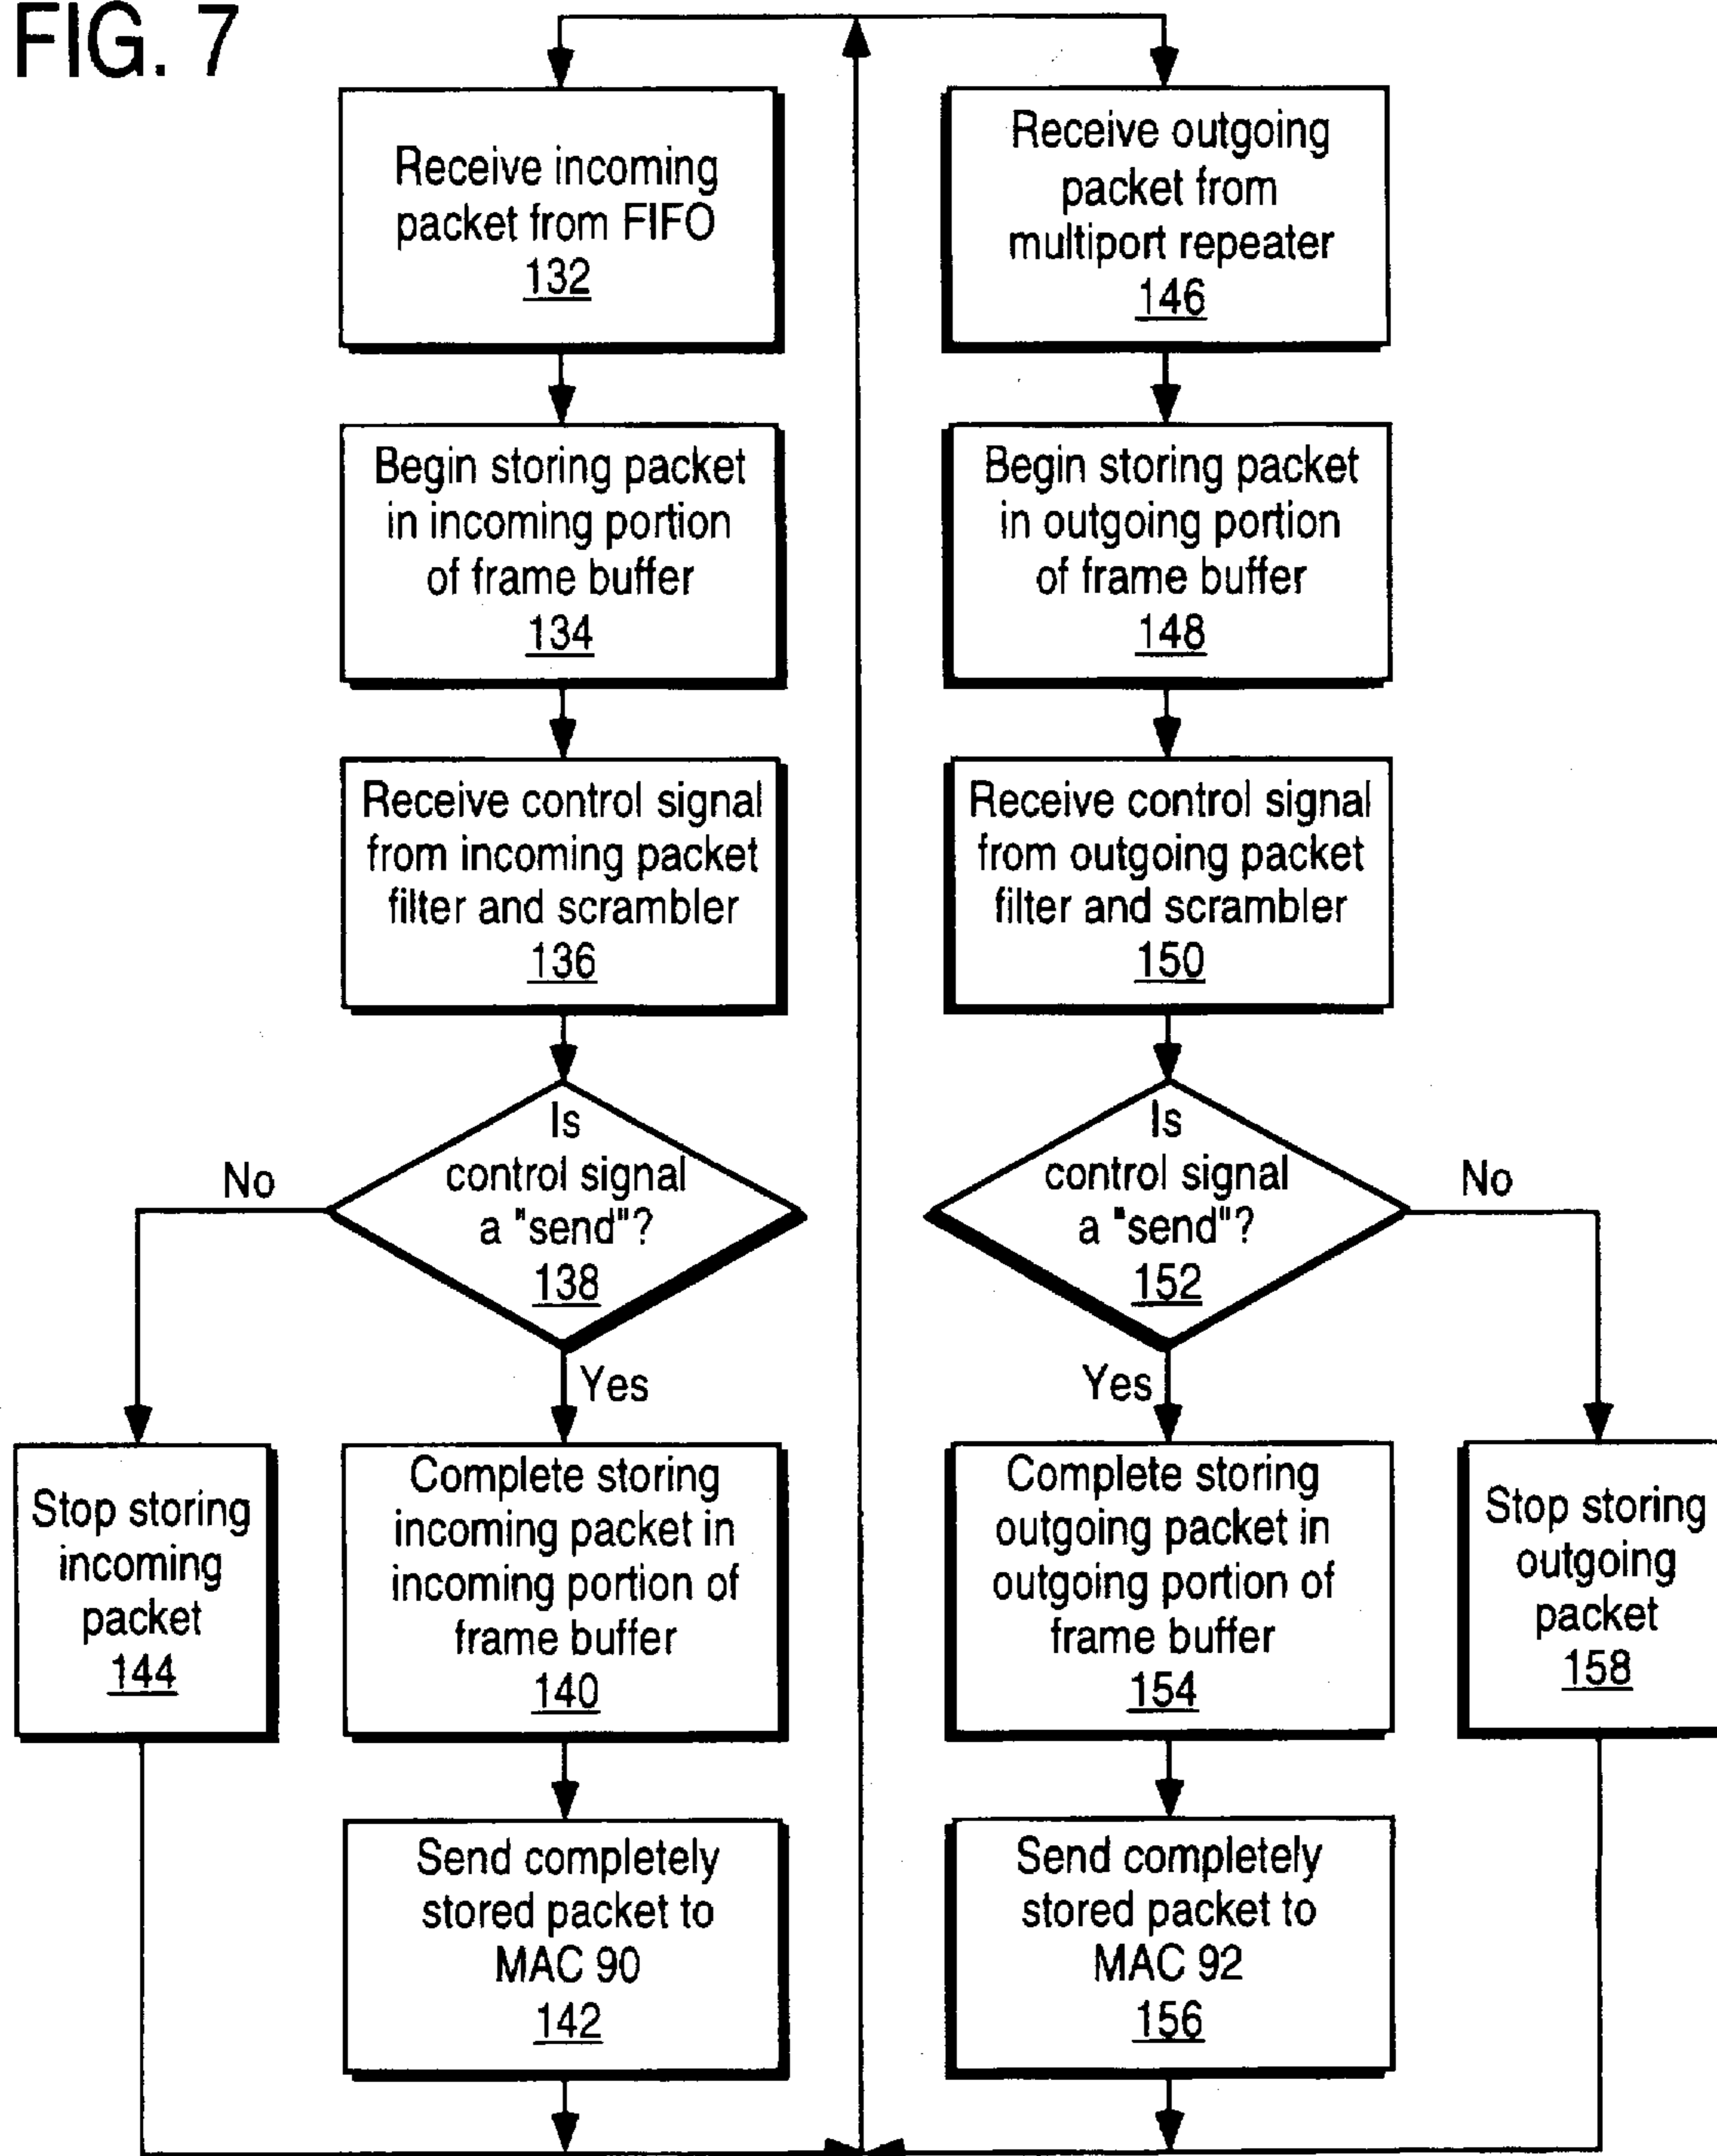 FIG. 7
Receive incoming
packet from FIFO
132
Begin storing packet
in incoming portion
of frame buffer
134
Receive control signal
from incoming packet
filter and scrambler
136
Is
control signal
a "send"?
138
No
Yes
Stop storing
incoming
packet
144
Complete storing
incoming packet in
incoming portion of
frame buffer
140
Send completely
stored packet to
MAC 90
142
Receive outgoing
packet from
multiport repeater
146
Begin storing packet
in outgoing portion
of frame buffer
148
Receive control signal
from outgoing packet
filter and scrambler
150
Is
control signal
a "send"?
152
No
Yes
Complete storing
outgoing packet in
outgoing portion of
frame buffer
154
Stop storing
outgoing
packet
158
Send completely
stored packet to
MAC 92
156